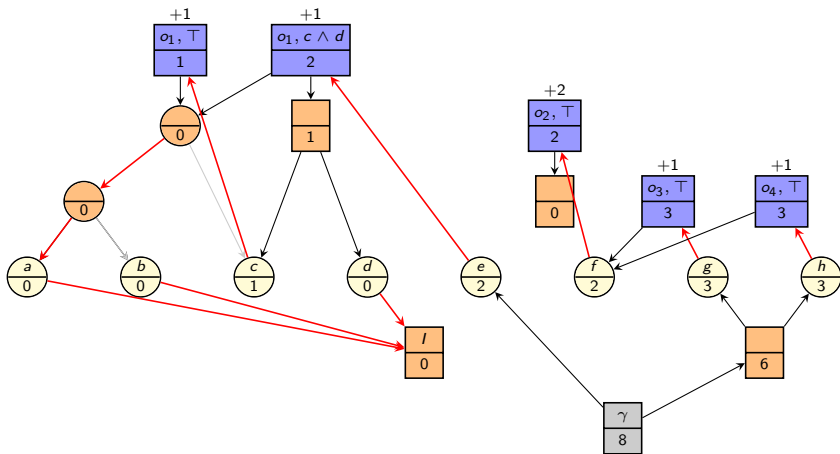 +1 +1
o₁, ⊤ o₁, c ∧ d
1 2
+2
o₂, ⊤
0 1 2
+1 +1
o₃, ⊤ o₄, ⊤
0 0 3 3
a b c d e f g h
0 0 1 0 2 2 3 3
I
0 6
γ
8